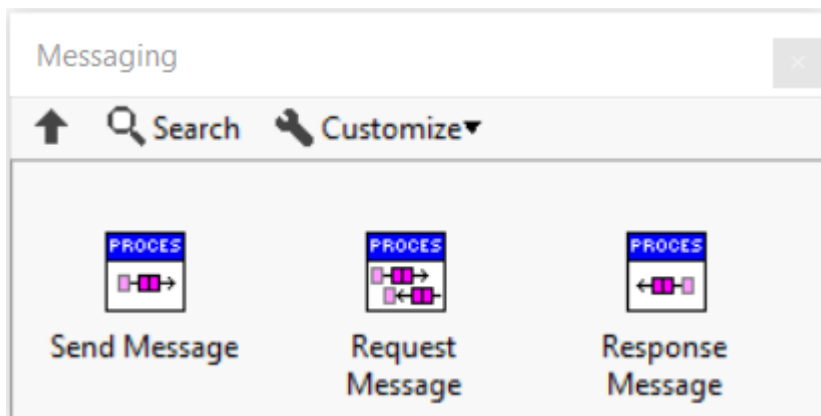 Messaging
Search Customize
PROCES PROCES PROCES
Send Message Request Message Response Message